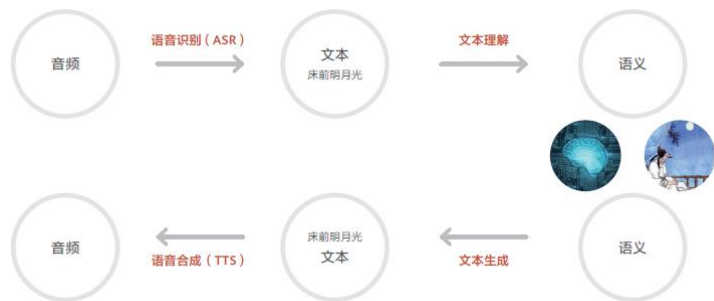 音频
语音识别（ASR）
文本
床前明月光
文本理解
语义
音频
语音合成（TTS）
床前明月光
文本
文本生成
语义